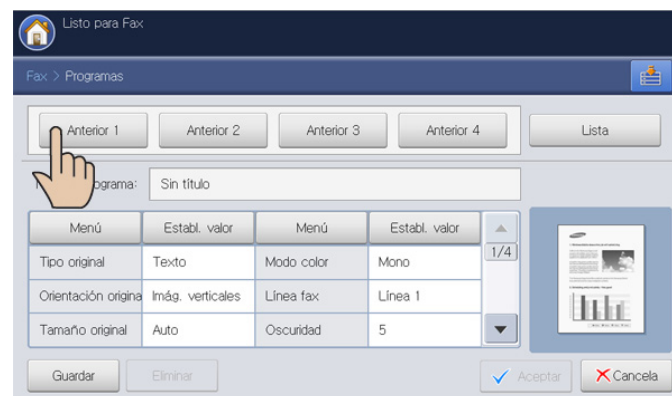 Listo para Fax
Fax > Programas
Anterior 1 Anterior 2 Anterior 3 Anterior 4 Lista
ograma: Sin título
Menú Establ. valor Menú Establ. valor
Tipo original Texto Modo color Mono 1/4
Orientación origina Imág. verticales Línea fax Línea 1
Tamaño original Auto Oscuridad 5
Guardar Eliminar Aceptar Cancela